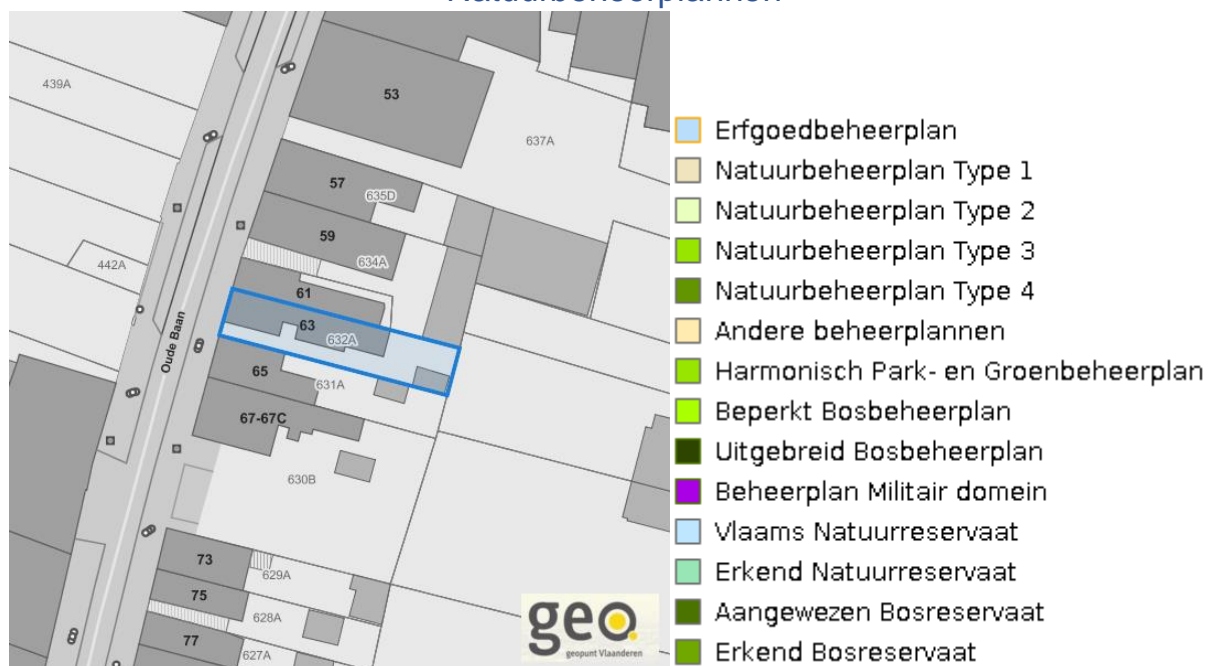 Natuurbeheerplannen
439A
53
637A
57
635D
59
634A
442A
61
63
632A
Oude Baan
65
631A
67-67C
630B
73
629A
75
628A
77
627A
geo
geopunt Vlaanderen
Erfgoedbeheerplan
Natuurbeheerplan Type 1
Natuurbeheerplan Type 2
Natuurbeheerplan Type 3
Natuurbeheerplan Type 4
Andere beheerplannen
Harmonisch Park- en Groenbeheerplan
Beperkt Bosbeheerplan
Uitgebreid Bosbeheerplan
Beheerplan Militair domein
Vlaams Natuurreservaat
Erkend Natuurreservaat
Aangewezen Bosreservaat
Erkend Bosreservaat